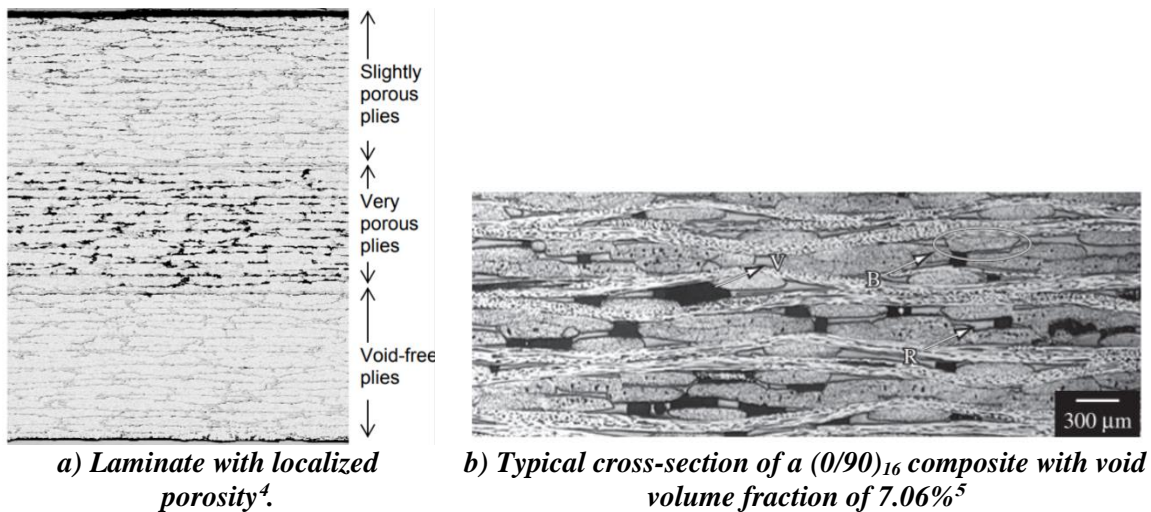 Slightly
porous
plies
Very
porous
plies
Void-free
plies
V
B
R
300 μm
a) Laminate with localized
porosity⁴.
b) Typical cross-section of a (0/90)₁₆ composite with void
volume fraction of 7.06%⁵